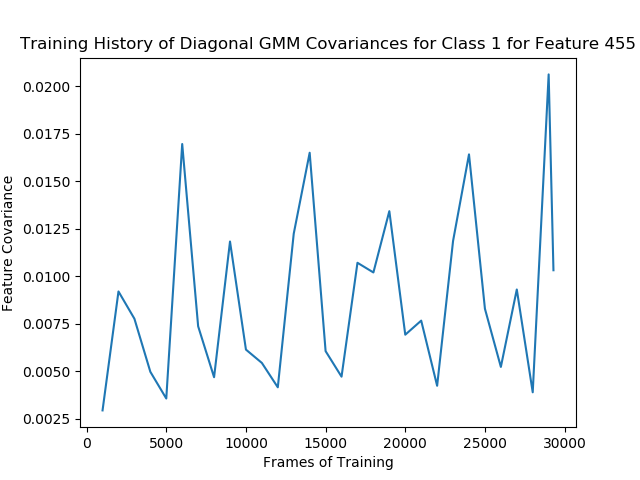 Training History of Diagonal GMM Covariances for Class 1 for Feature 455
0.0200
0.0175
0.0150
0.0125
0.0100
0.0075
0.0050
0.0025
Feature Covariance
0 5000 10000 15000 20000 25000 30000
Frames of Training